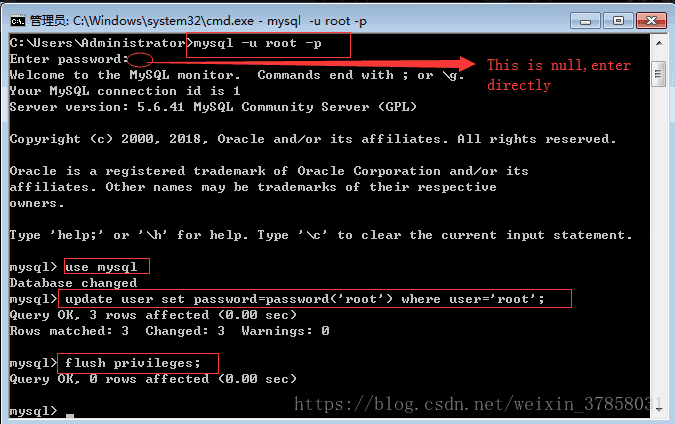 管理员: C:\Windows\system32\cmd.exe - mysql -u root -p
C:\Users\Administrator>mysql -u root -p
Enter password:
This is null,enter
directly
Welcome to the MySQL monitor. Commands end with ; or \g.
Your MySQL connection id is 1
Server version: 5.6.41 MySQL Community Server (GPL)
Copyright (c) 2000, 2018, Oracle and/or its affiliates. All rights reserved.
Oracle is a registered trademark of Oracle Corporation and/or its
affiliates. Other names may be trademarks of their respective
owners.
Type 'help;' or '\h' for help. Type '\c' to clear the current input statement.
mysql> use mysql
Database changed
mysql> update user set password=password('root') where user='root';
Query OK, 3 rows affected (0.00 sec)
Rows matched: 3 Changed: 3 Warnings: 0
mysql> flush privileges;
Query OK, 0 rows affected (0.00 sec)
mysql>
https://blog.csdn.net/weixin_37858031